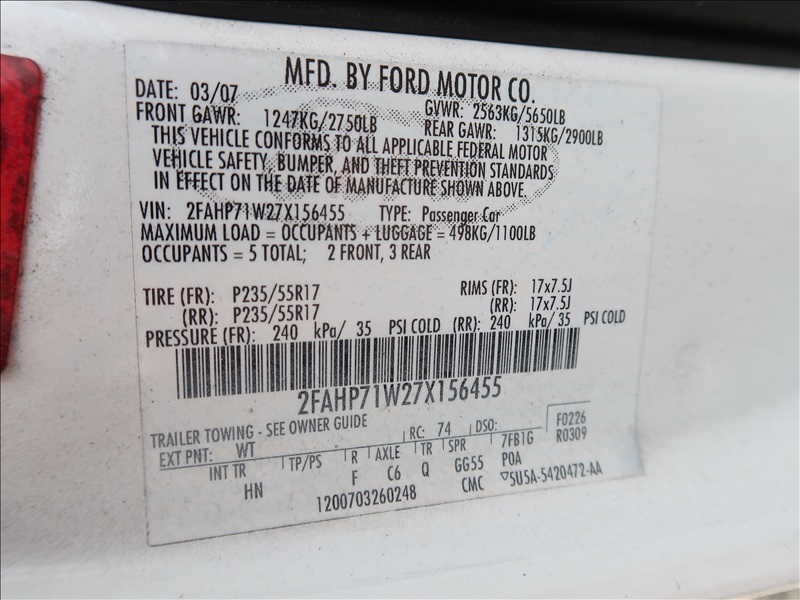 MFD. BY FORD MOTOR CO.
DATE: 03/07 GVWR: 2563KG/5650LB
FRONT GAWR: 1247KG/2750LB REAR GAWR: 1315KG/2900LB
THIS VEHICLE CONFORMS TO ALL APPLICABLE FEDERAL MOTOR
VEHICLE SAFETY, BUMPER, AND THEFT PREVENTION STANDARDS
IN EFFECT ON THE DATE OF MANUFACTURE SHOWN ABOVE.
VIN: 2FAHP71W27X156455 TYPE: Passenger Car
MAXIMUM LOAD = OCCUPANTS + LUGGAGE = 498KG/1100LB
OCCUPANTS = 5 TOTAL; 2 FRONT, 3 REAR
TIRE (FR): P235/55R17 RIMS (FR): 17x7.5J
(RR): P235/55R17 (RR): 17x7.5J
PRESSURE (FR): 240 kPa/ 35 PSI COLD (RR): 240 kPa/ 35 PSI COLD
2FAHP71W27X156455
TRAILER TOWING - SEE OWNER GUIDE F0226
EXT PNT: WT RC: 74 DSO: R0309
INT TR TP/PS R AXLE TR SPR 7FB1G
HN F C6 Q GG55 POA
1200703260248 CMC ▽5U5A-5420472-AA